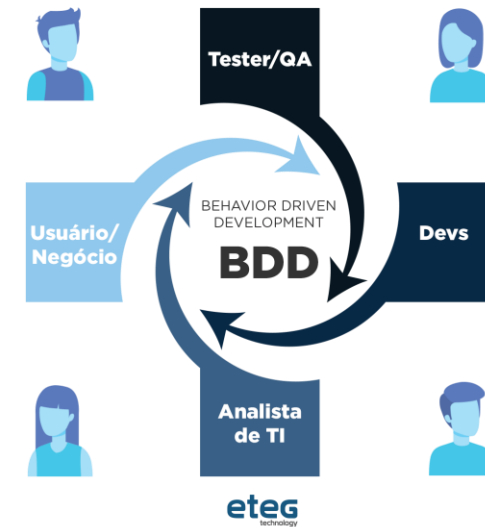 Tester/QA
BEHAVIOR DRIVEN
DEVELOPMENT
BDD
Usuário/
Negócio
Devs
Analista
de TI
eteg
technology